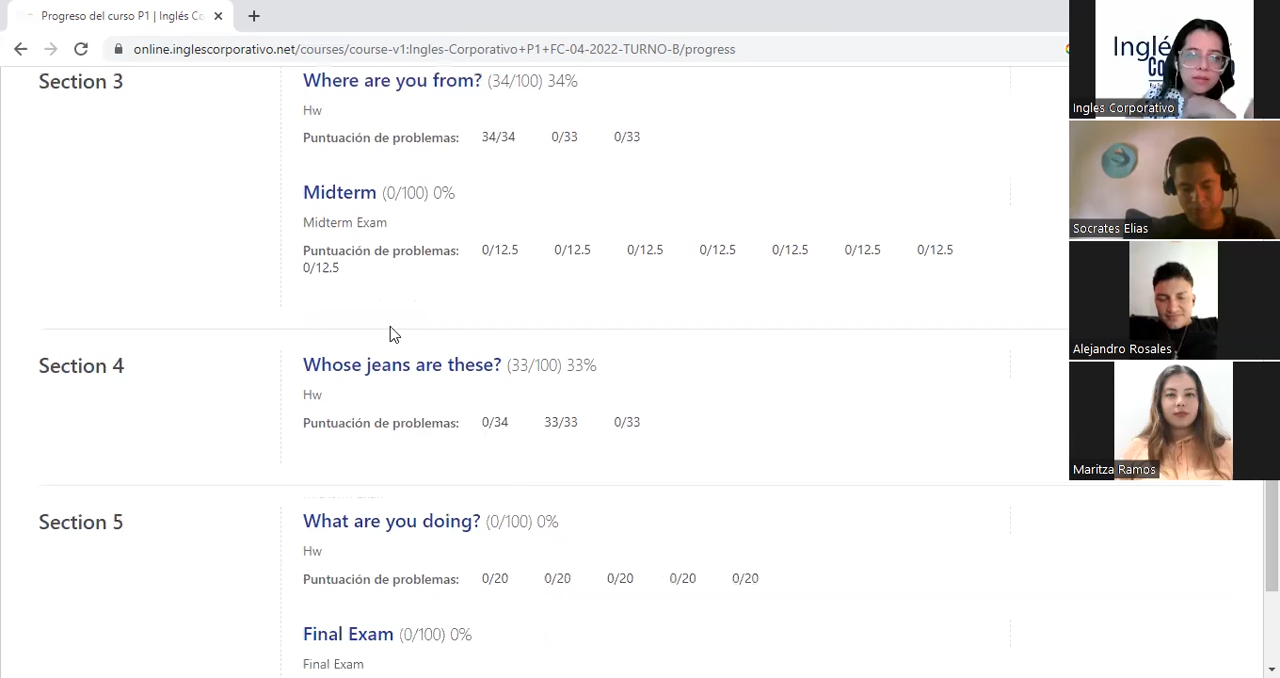 Progreso del curso P1 | Inglés Co
online.inglescorporativo.net/courses/course-v1:Ingles-Corporativo+P1+FC-04-2022-TURNO-B/progress
Section 3
Where are you from? (34/100) 34%
Hw
Puntuación de problemas: 34/34 0/33 0/33
Midterm (0/100) 0%
Midterm Exam
Puntuación de problemas: 0/12.5 0/12.5 0/12.5 0/12.5 0/12.5 0/12.5 0/12.5
0/12.5
Section 4
Whose jeans are these? (33/100) 33%
Hw
Puntuación de problemas: 0/34 33/33 0/33
Section 5
What are you doing? (0/100) 0%
Hw
Puntuación de problemas: 0/20 0/20 0/20 0/20 0/20
Final Exam (0/100) 0%
Final Exam
Ingles Corporativo
Socrates Elias
Alejandro Rosales
Maritza Ramos